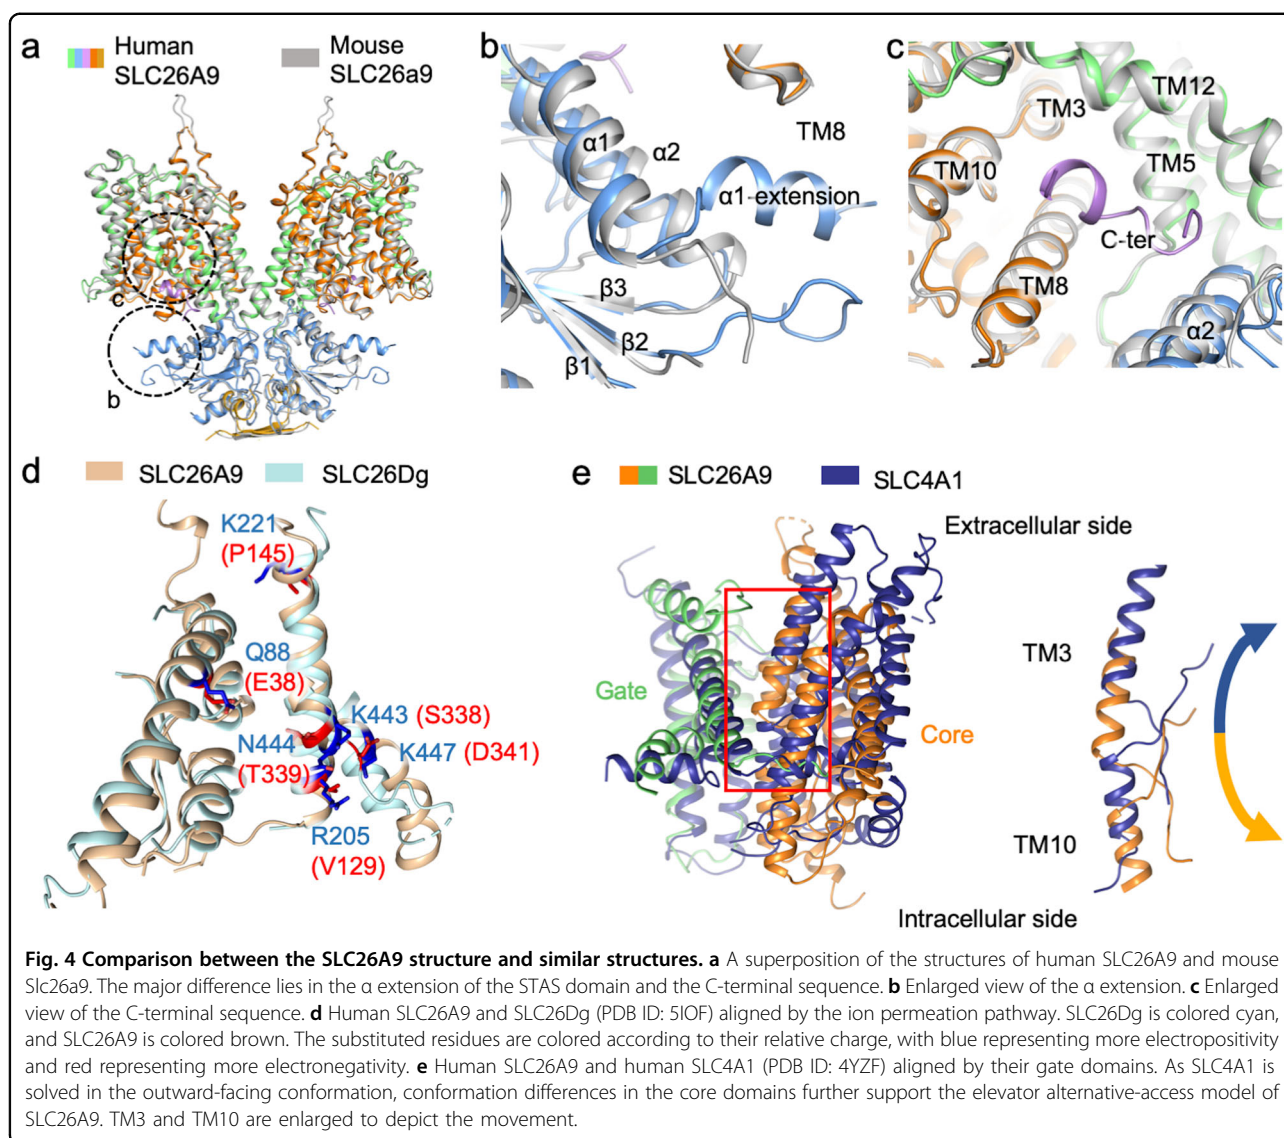 a Human SLC26A9 Mouse SLC26a9
c
b
b
α1
α2
TM8
α1-extension
β3
β2
β1
c
TM3
TM12
TM10
TM5
C-ter
TM8
α2
d SLC26A9 SLC26Dg
K221
(P145)
Q88
(E38)
K443 (S338)
N444
(T339)
K447 (D341)
R205
(V129)
e SLC26A9 SLC4A1
Extracellular side
Gate
Core
TM3
TM10
Intracellular side
Fig. 4 Comparison between the SLC26A9 structure and similar structures. a A superposition of the structures of human SLC26A9 and mouse
Slc26a9. The major difference lies in the α extension of the STAS domain and the C-terminal sequence. b Enlarged view of the α extension. c Enlarged
view of the C-terminal sequence. d Human SLC26A9 and SLC26Dg (PDB ID: 5IOF) aligned by the ion permeation pathway. SLC26Dg is colored cyan,
and SLC26A9 is colored brown. The substituted residues are colored according to their relative charge, with blue representing more electropositivity
and red representing more electronegativity. e Human SLC26A9 and human SLC4A1 (PDB ID: 4YZF) aligned by their gate domains. As SLC4A1 is
solved in the outward-facing conformation, conformation differences in the core domains further support the elevator alternative-access model of
SLC26A9. TM3 and TM10 are enlarged to depict the movement.